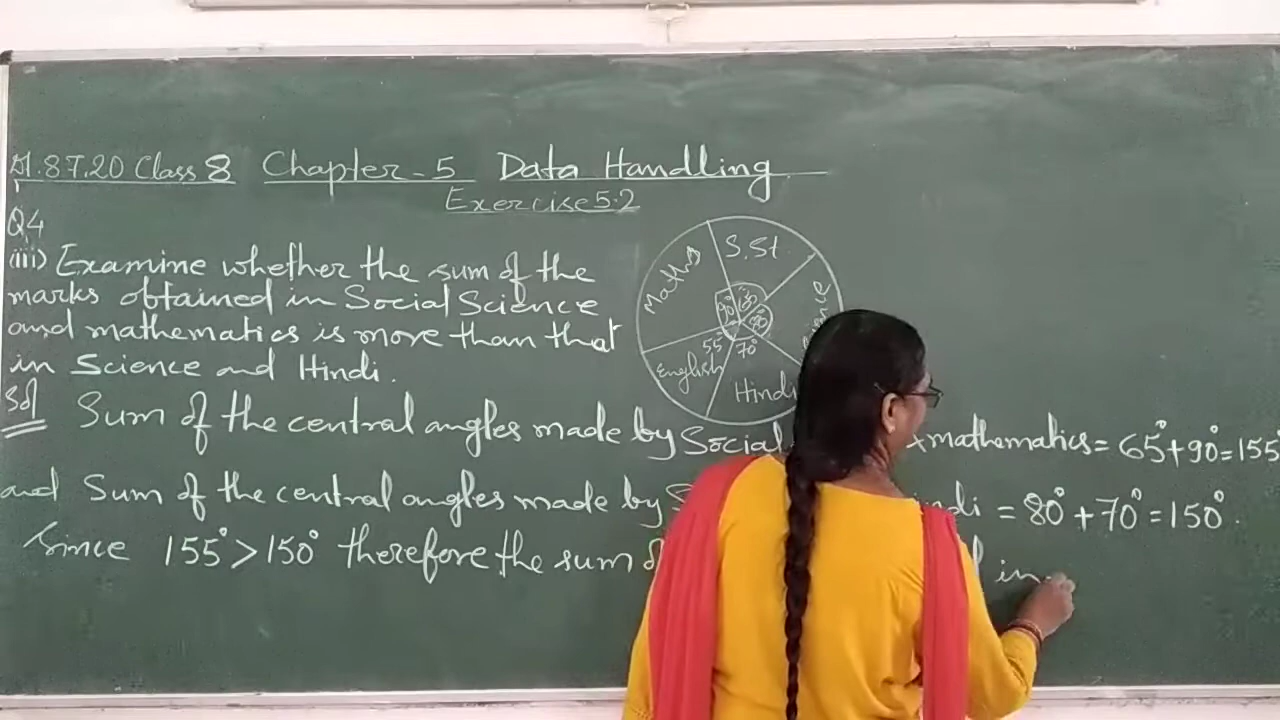 Dt.8.7.20 Class 8 Chapter-5 Data Handling
Exercise 5.2
Q4
(iii) Examine whether the sum of the
marks obtained in Social Science
and mathematics is more than that
in Science and Hindi.
S.St.
Maths
90° 65°
80°
55° 70°
English
Hindi
Sol Sum of the central angles made by Social mathematics = 65°+90°=155°
and Sum of the central angles made by = 80°+70°=150°.
Since 155°>150° therefore the sum in